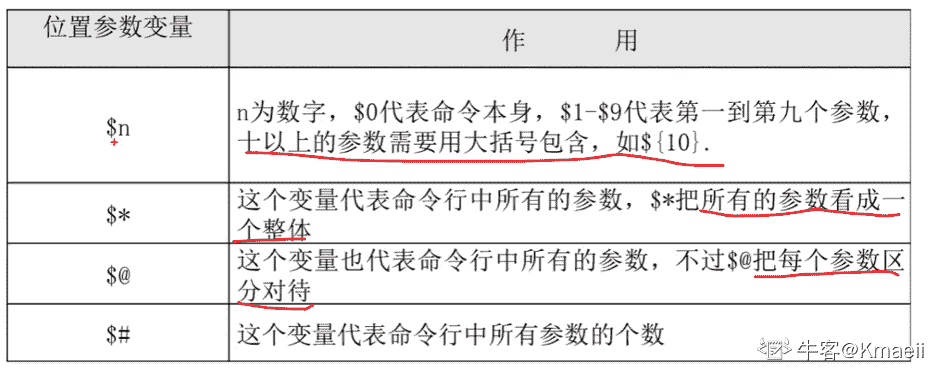 位置参数变量
作 用
$n
n为数字，$0代表命令本身，$1-$9代表第一到第九个参数，
十以上的参数需要用大括号包含，如${10}.
$*
这个变量代表命令行中所有的参数，$*把所有的参数看成一
个整体
$@
这个变量也代表命令行中所有的参数，不过$@把每个参数区
分对待
$#
这个变量代表命令行中所有参数的个数
牛客@Kmaeii